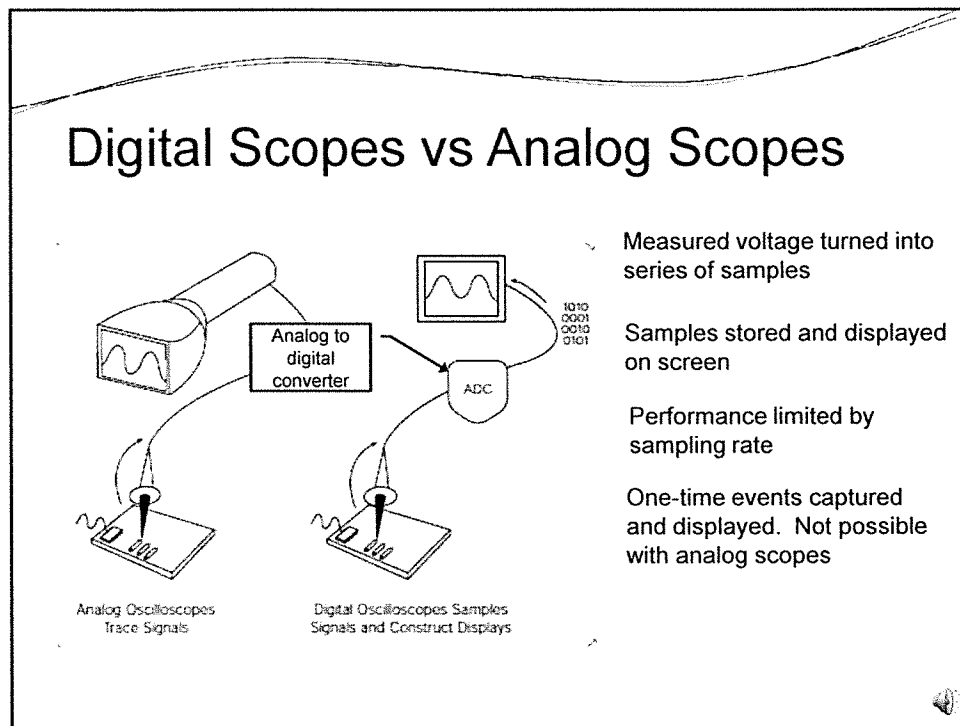 Digital Scopes vs Analog Scopes
Measured voltage turned into
series of samples
Samples stored and displayed
on screen
Performance limited by
sampling rate
One-time events captured
and displayed. Not possible
with analog scopes
Analog to
digital
converter
ADC
1010
0001
0010
0101
Analog Oscilloscopes
Trace Signals
Digital Oscilloscopes Samples
Signals and Construct Displays